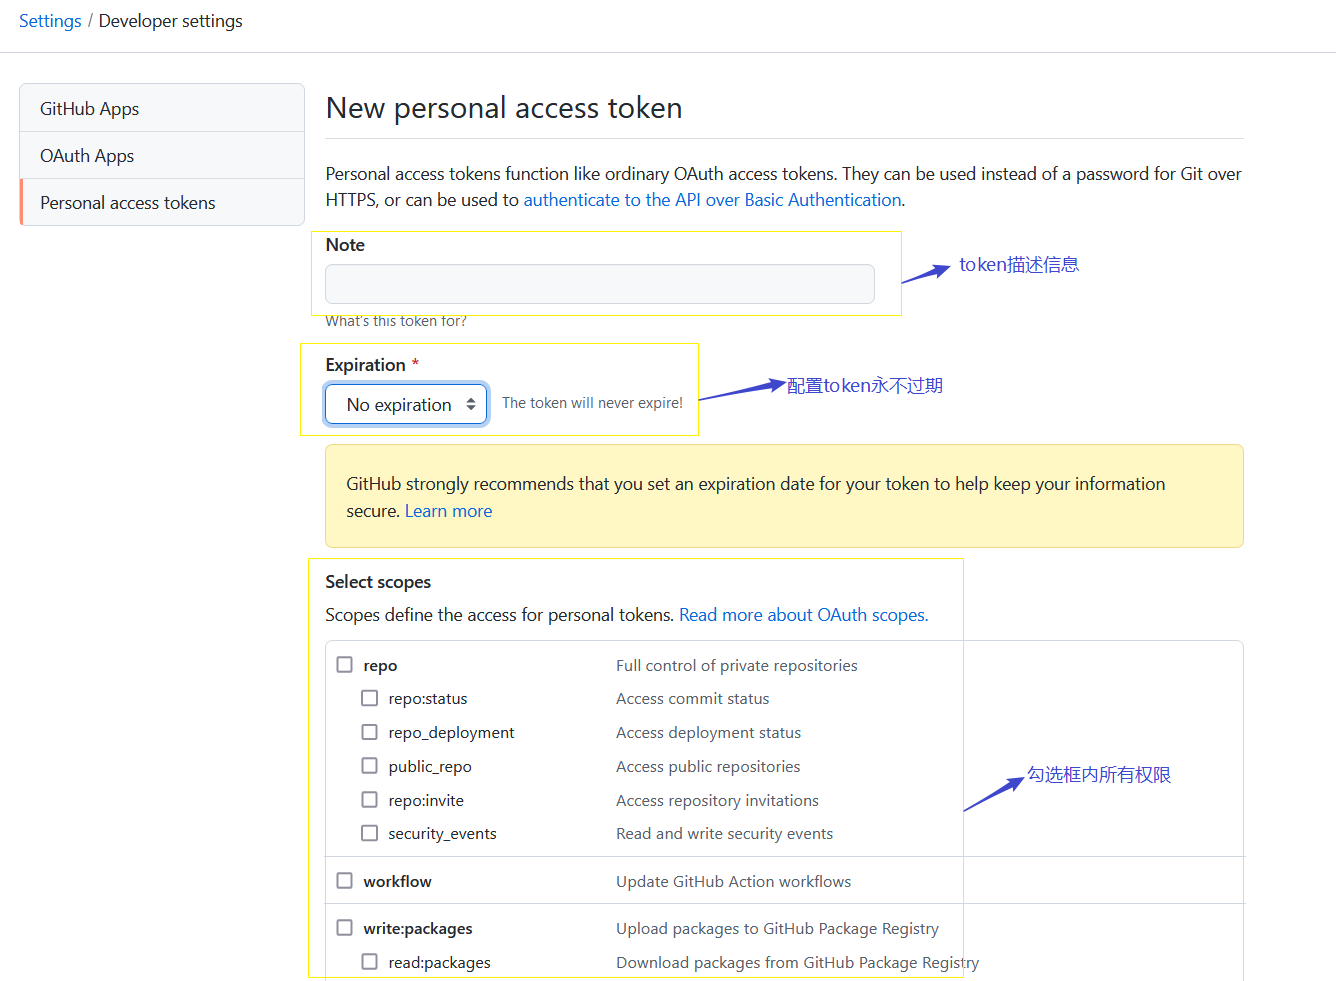 Settings / Developer settings
GitHub Apps
OAuth Apps
Personal access tokens
New personal access token
Personal access tokens function like ordinary OAuth access tokens. They can be used instead of a password for Git over
HTTPS, or can be used to authenticate to the API over Basic Authentication.
Note
token描述信息
What's this token for?
Expiration *
No expiration
The token will never expire!
配置token永不过期
GitHub strongly recommends that you set an expiration date for your token to help keep your information
secure. Learn more
Select scopes
Scopes define the access for personal tokens. Read more about OAuth scopes.
repo Full control of private repositories
repo:status Access commit status
repo_deployment Access deployment status
public_repo Access public repositories
勾选框内所有权限
repo:invite Access repository invitations
security_events Read and write security events
workflow Update GitHub Action workflows
write:packages Upload packages to GitHub Package Registry
read:packages Download packages from GitHub Package Registry